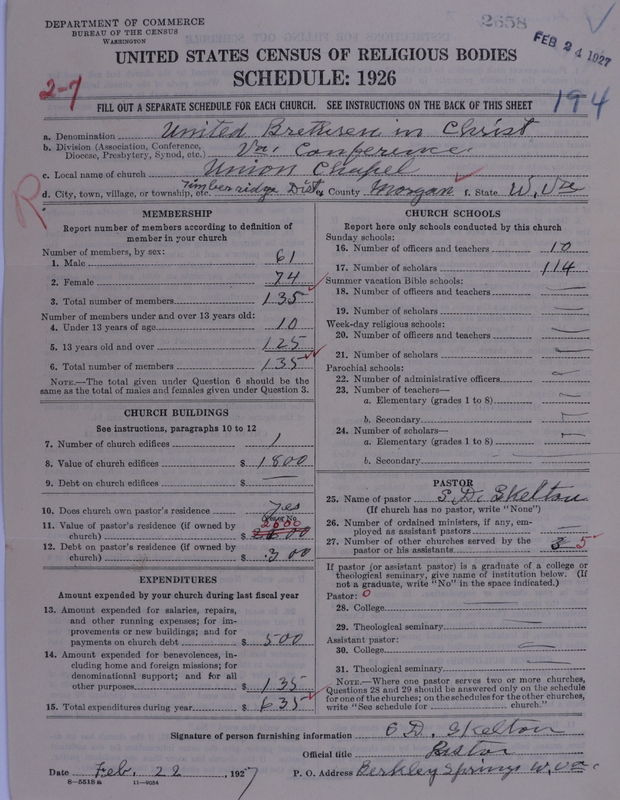 DEPARTMENT OF COMMERCE
BUREAU OF THE CENSUS
WASHINGTON
2658
FEB 24 1927
UNITED STATES CENSUS OF RELIGIOUS BODIES
SCHEDULE: 1926
2-7
194
FILL OUT A SEPARATE SCHEDULE FOR EACH CHURCH. SEE INSTRUCTIONS ON THE BACK OF THIS SHEET
a. Denomination United Brethren in Christ
b. Division (Association, Conference, Diocese, Presbytery, Synod, etc.) Va. Conference
c. Local name of church Union Chapel
d. City, town, village, or township, etc. Timberridge Dist e. County Morgan f. State W. Va
R
MEMBERSHIP
Report number of members according to definition of
member in your church
Number of members, by sex:
1. Male 61
2. Female 74
3. Total number of members 135
Number of members under and over 13 years old:
4. Under 13 years of age 10
5. 13 years old and over 125
6. Total number of members 135
NOTE.—The total given under Question 6 should be
same as the total of males and females given under Question 3.
CHURCH BUILDINGS
See instructions, paragraphs 10 to 12
7. Number of church edifices 1
8. Value of church edifices $ 1800
9. Debt on church edifices $ —
10. Does church own pastor's residence yes
11. Value of pastor's residence (if owned by
church) $ 2600
12. Debt on pastor's residence (if owned by
church) $ 300
EXPENDITURES
Amount expended by your church during last fiscal year
13. Amount expended for salaries, repairs,
and other running expenses; for im-
provements or new buildings; and for
payments on church debt $ 500
14. Amount expended for benevolences, in-
cluding home and foreign missions; for
denominational support; and for all
other purposes $ 135
15. Total expenditures during year $ 635
CHURCH SCHOOLS
Report here only schools conducted by this church
Sunday schools:
16. Number of officers and teachers 10
17. Number of scholars 114
Summer vacation Bible schools:
18. Number of officers and teachers —
19. Number of scholars —
Week-day religious schools:
20. Number of officers and teachers —
21. Number of scholars —
Parochial schools:
22. Number of administrative officers —
23. Number of teachers—
a. Elementary (grades 1 to 8) —
b. Secondary —
24. Number of scholars—
a. Elementary (grades 1 to 8) —
b. Secondary —
PASTOR
25. Name of pastor S. D. Skelton
(If church has no pastor, write "None")
26. Number of ordained ministers, if any, em-
ployed as assistant pastors —
27. Number of other churches served by the
pastor or his assistants 3 5
If pastor (or assistant pastor) is a graduate of a college or
theological seminary, give name of institution below. (If
not a graduate, write "No" in the space indicated.)
Pastor: 0
28. College
29. Theological seminary —
Assistant pastor:
30. College —
31. Theological seminary —
NOTE.—Where one pastor serves two or more churches,
Questions 28 and 29 should be answered only on the schedule
for one of the churches; on the schedules for the other churches,
write "See schedule for church."
Signature of person furnishing information S. D. Skelton
Official title Pastor
Date Feb. 22, 1927 P. O. Address Berkley Springs W. Va.
8—5518a 11—9054